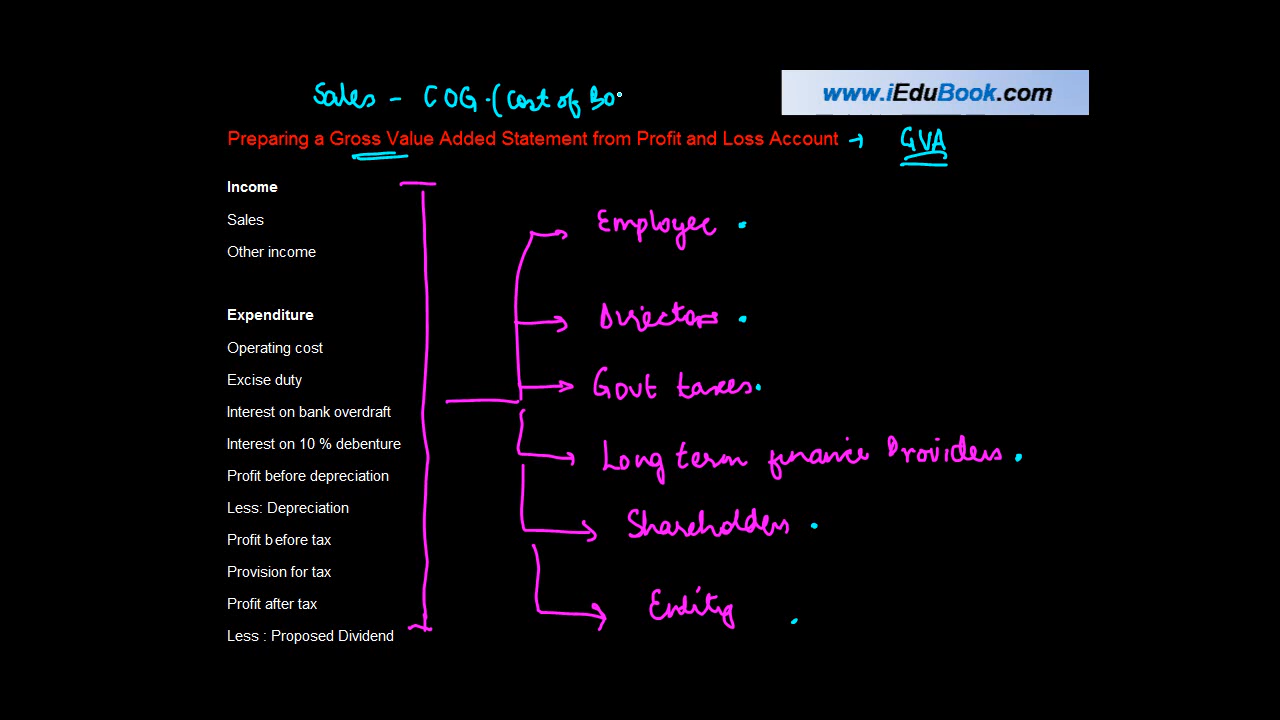 Sales - COG (Cost of Bo
www.iEduBook.com
Preparing a Gross Value Added Statement from Profit and Loss Account → GVA
Income
Sales
Other income
Employee
Expenditure
Directors
Operating cost
Excise duty
Govt taxes
Interest on bank overdraft
Interest on 10 % debenture
Long term finance Providers
Profit before depreciation
Less: Depreciation
Shareholders
Profit before tax
Provision for tax
Profit after tax
Entity
Less : Proposed Dividend